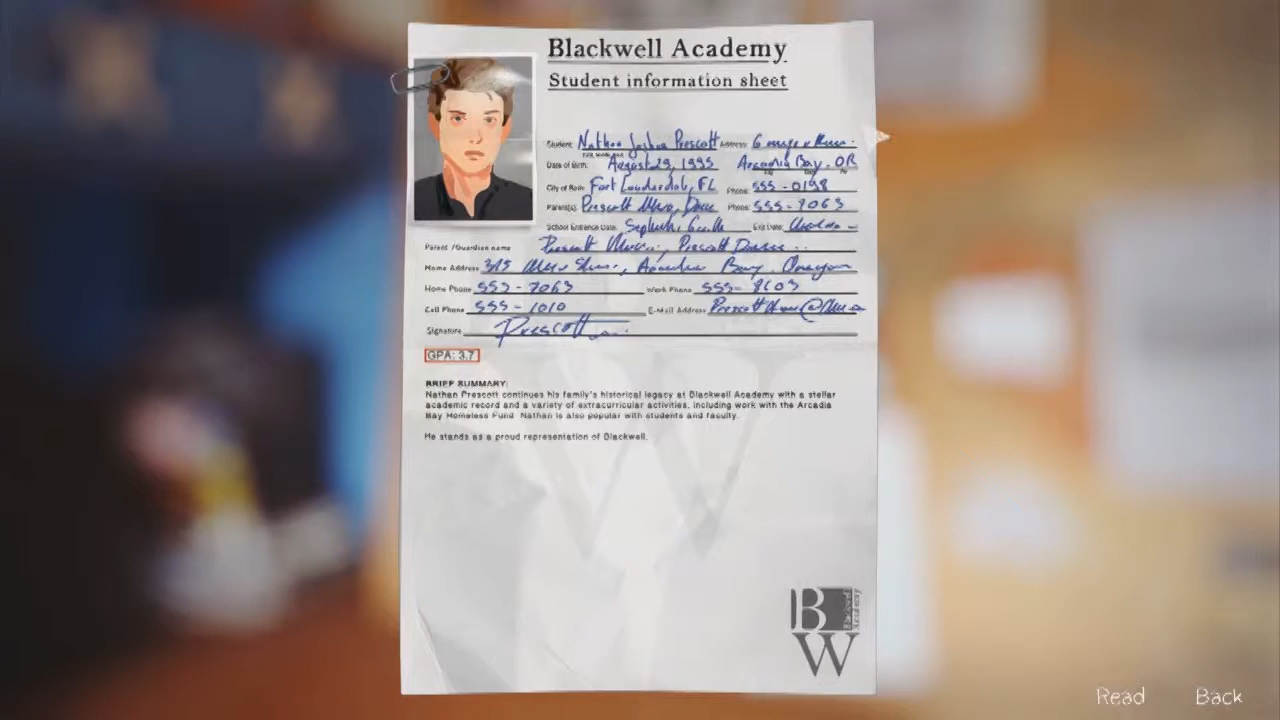 Blackwell Academy
Student information sheet
Student: Nathan Joshua Prescott Address:
Date of Birth: August 29, 1995 Arcadia Bay, OR
City of Birth: Fort Lauderdale, FL Phone: 555-0198
Parent(s): Prescott Phone: 555-7063
School Entrance Date: Exit Date:
Parent / Guardian name Prescott Prescott
Home Address Arcadia Bay, Oregon
Home Phone 555-7063 Work Phone 555-
Cell Phone 555-1010 E-Mail Address
Signature Prescott
GPA: 3.7
BRIEF SUMMARY:
Nathan Prescott continues his family's historical legacy at Blackwell Academy with a stellar
academic record and a variety of extracurricular activities, including work with the Arcadia
Bay Homeless Fund. Nathan is also popular with students and faculty.
He stands as a proud representation of Blackwell.
B
W
Blackwell
Academy
Read Back